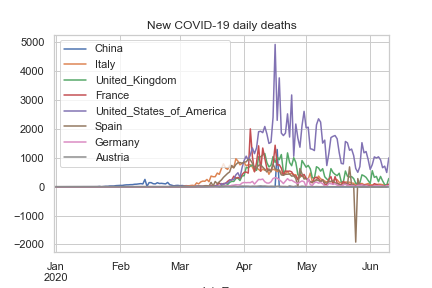 New COVID-19 daily deaths
5000
4000
3000
2000
1000
0
−1000
−2000
China
Italy
United_Kingdom
France
United_States_of_America
Spain
Germany
Austria
Jan
2020
Feb
Mar
Apr
May
Jun